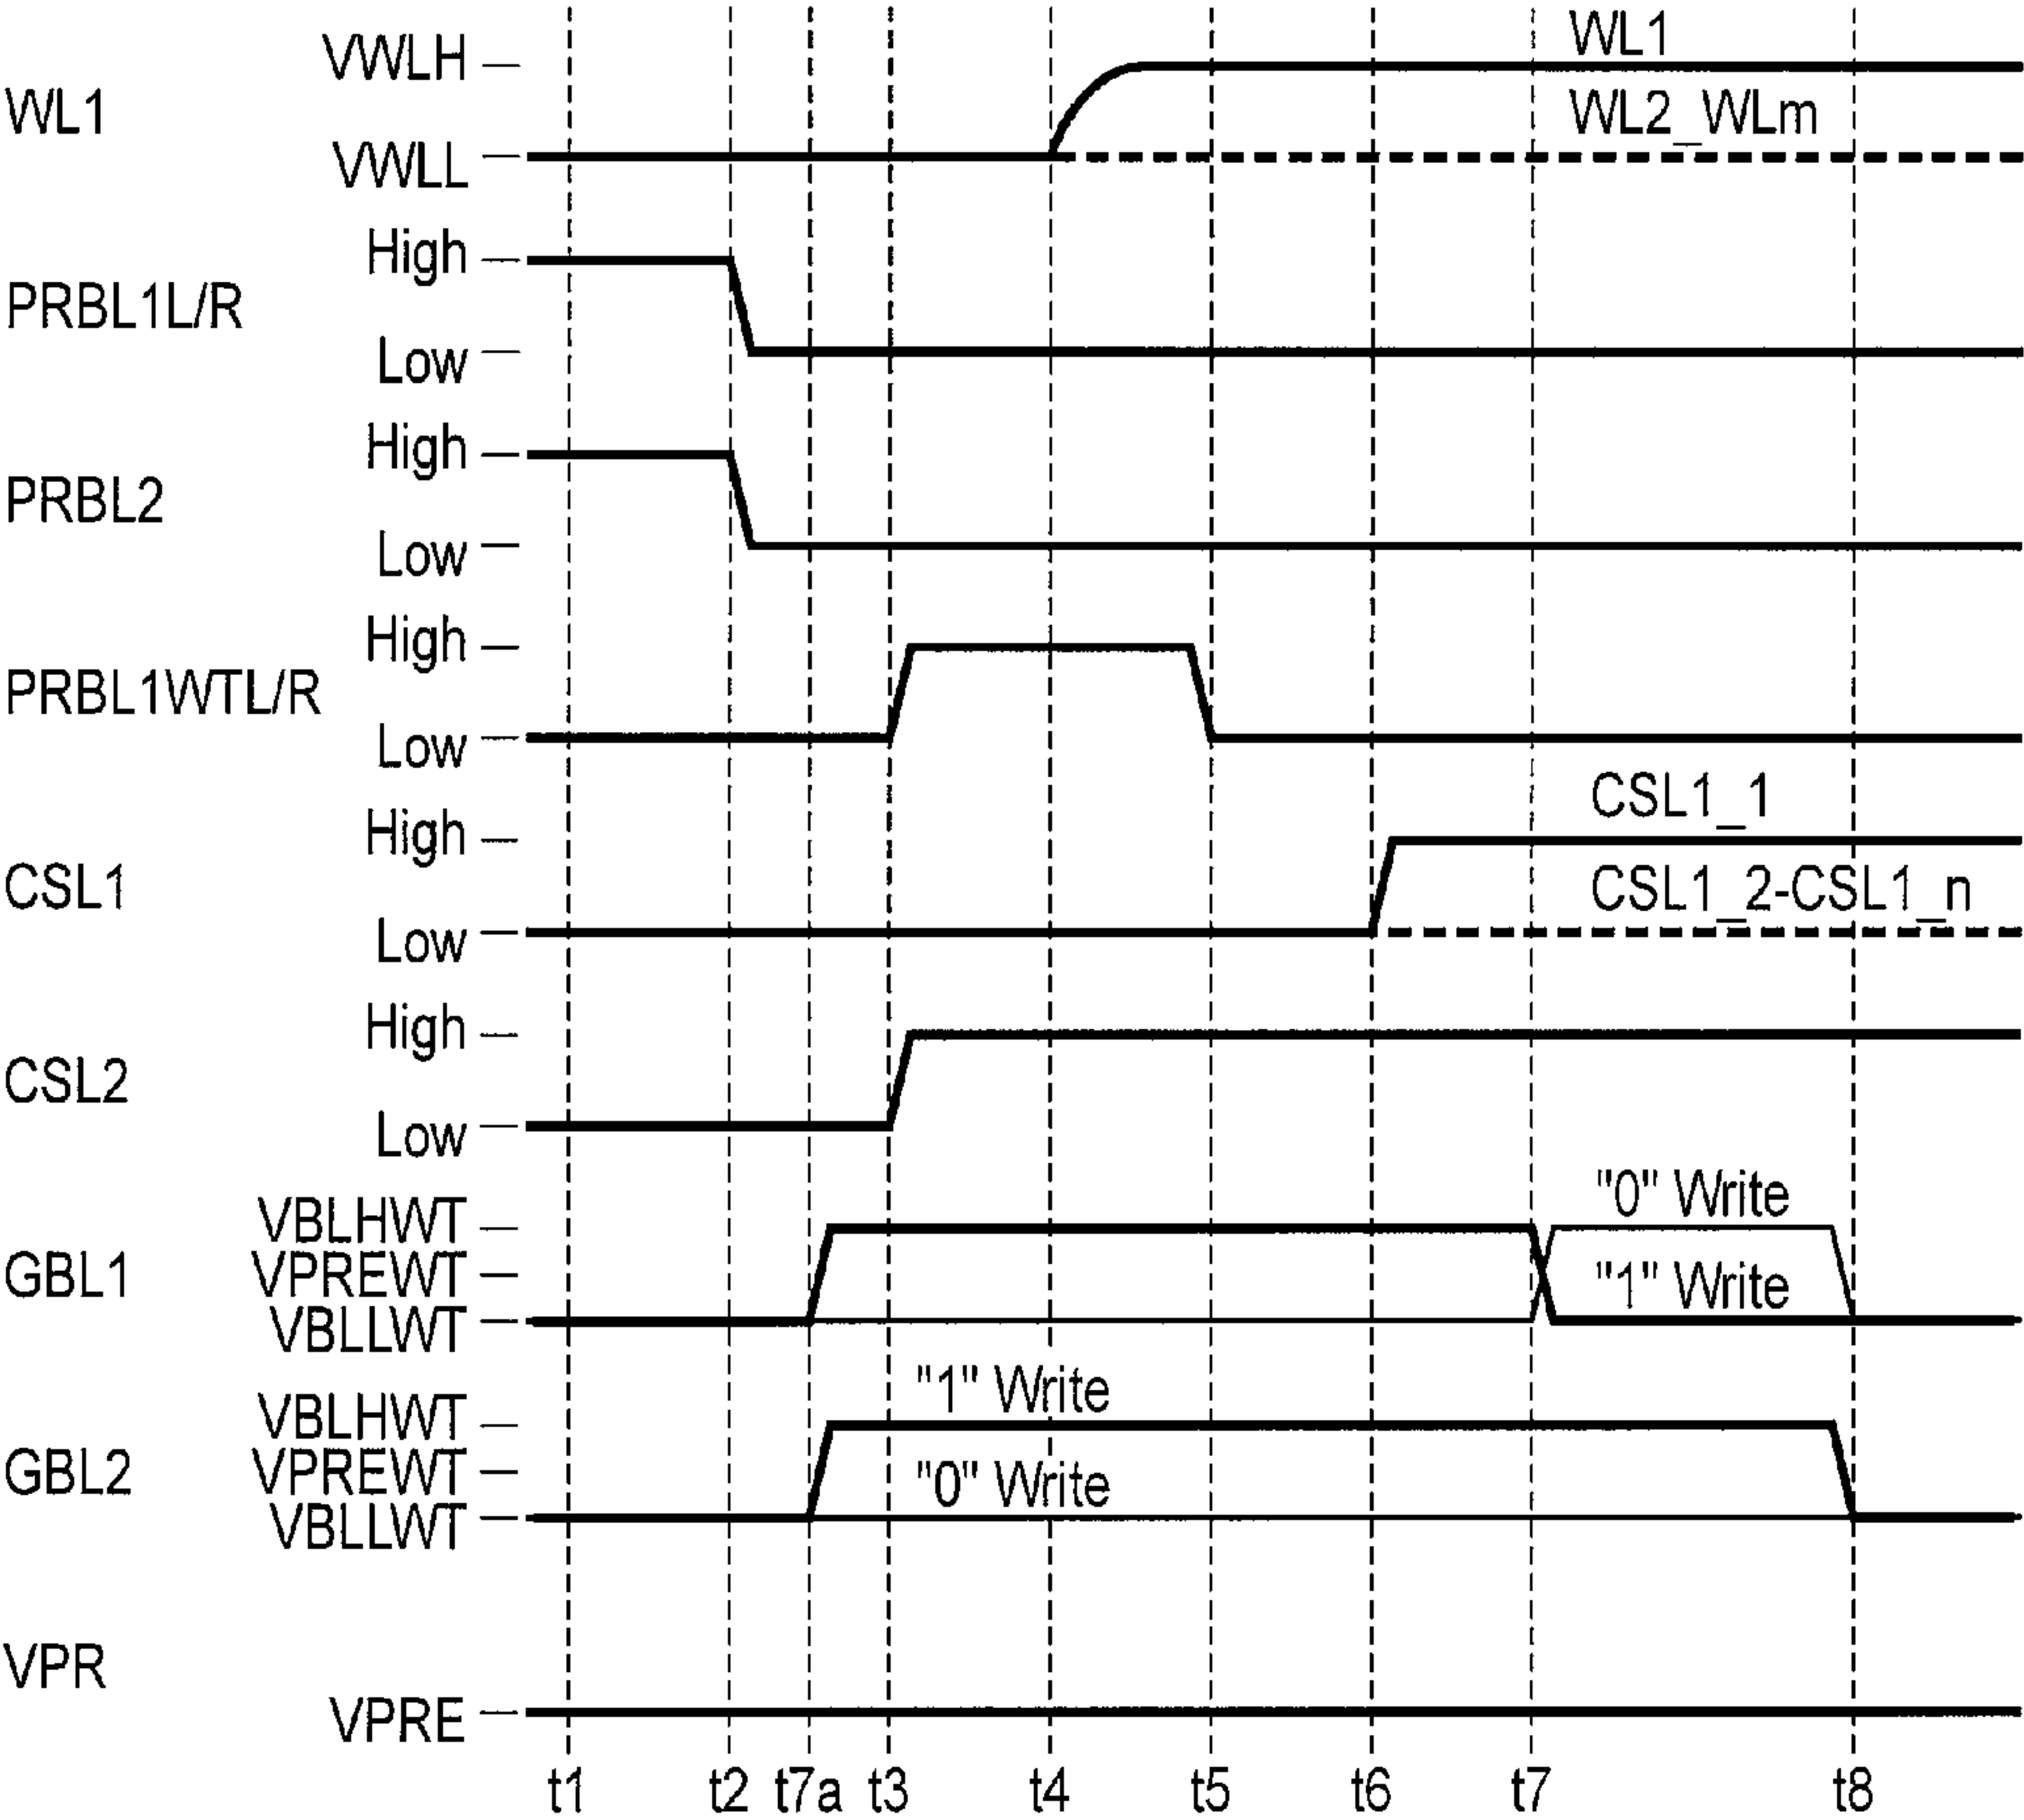 VWLH
WL1
WL1
WL2_WLm
VWLL
High
PRBL1L/R
Low
High
PRBL2
Low
High
PRBL1WTL/R
Low
CSL1_1
High
CSL1
CSL1_2-CSL1_n
Low
High
CSL2
Low
VBLHWT
"0" Write
GBL1
VPREWT
"1" Write
VBLLWT
"1" Write
VBLHWT
GBL2
VPREWT
"0" Write
VBLLWT
VPR
VPRE
t1 t2 t7a t3 t4 t5 t6 t7 t8